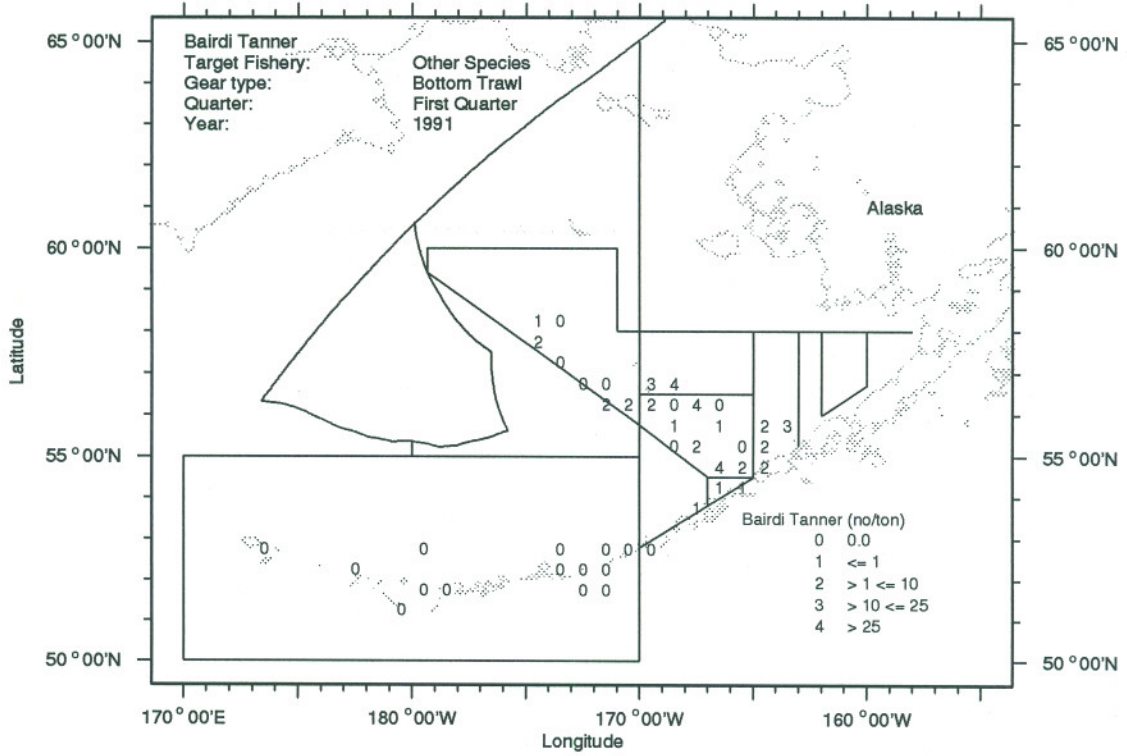 65 °00'N
Bairdi Tanner
Target Fishery: Other Species
Gear type: Bottom Trawl
Quarter: First Quarter
Year: 1991
65 °00'N
Alaska
60 °00'N
60 °00'N
1 0
2
0
0 0 3 4
2 2 2 0 4 0
1 1 2 3
0 2 0 2
55 °00'N
55 °00'N
4 2 2
1 1
1
Bairdi Tanner (no/ton)
0 0.0
1 <= 1
2 > 1 <= 10
3 > 10 <= 25
4 > 25
0 0 0 0 0 0
0 0 0 0
0 0 0 0
0
50 °00'N
50 °00'N
170 °00'E
180 °00'W
170 °00'W
160 °00'W
Longitude
Latitude